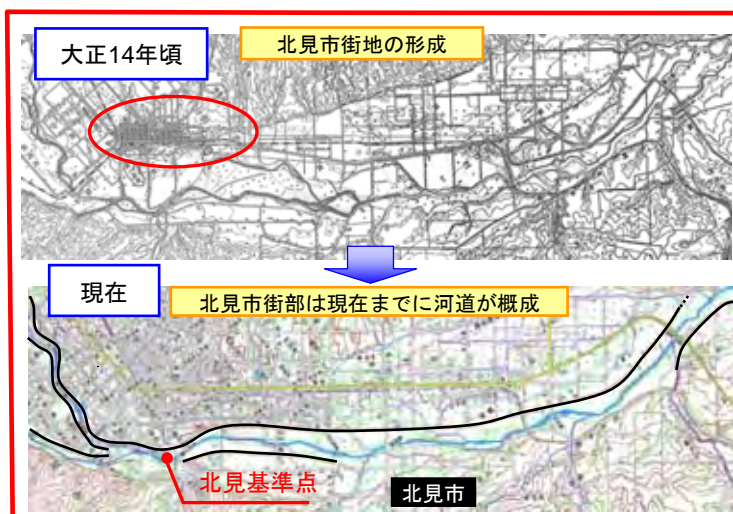 大正14年頃
北見市街地の形成
現在
北見市街部は現在までに河道が概成
北見基準点
北見市